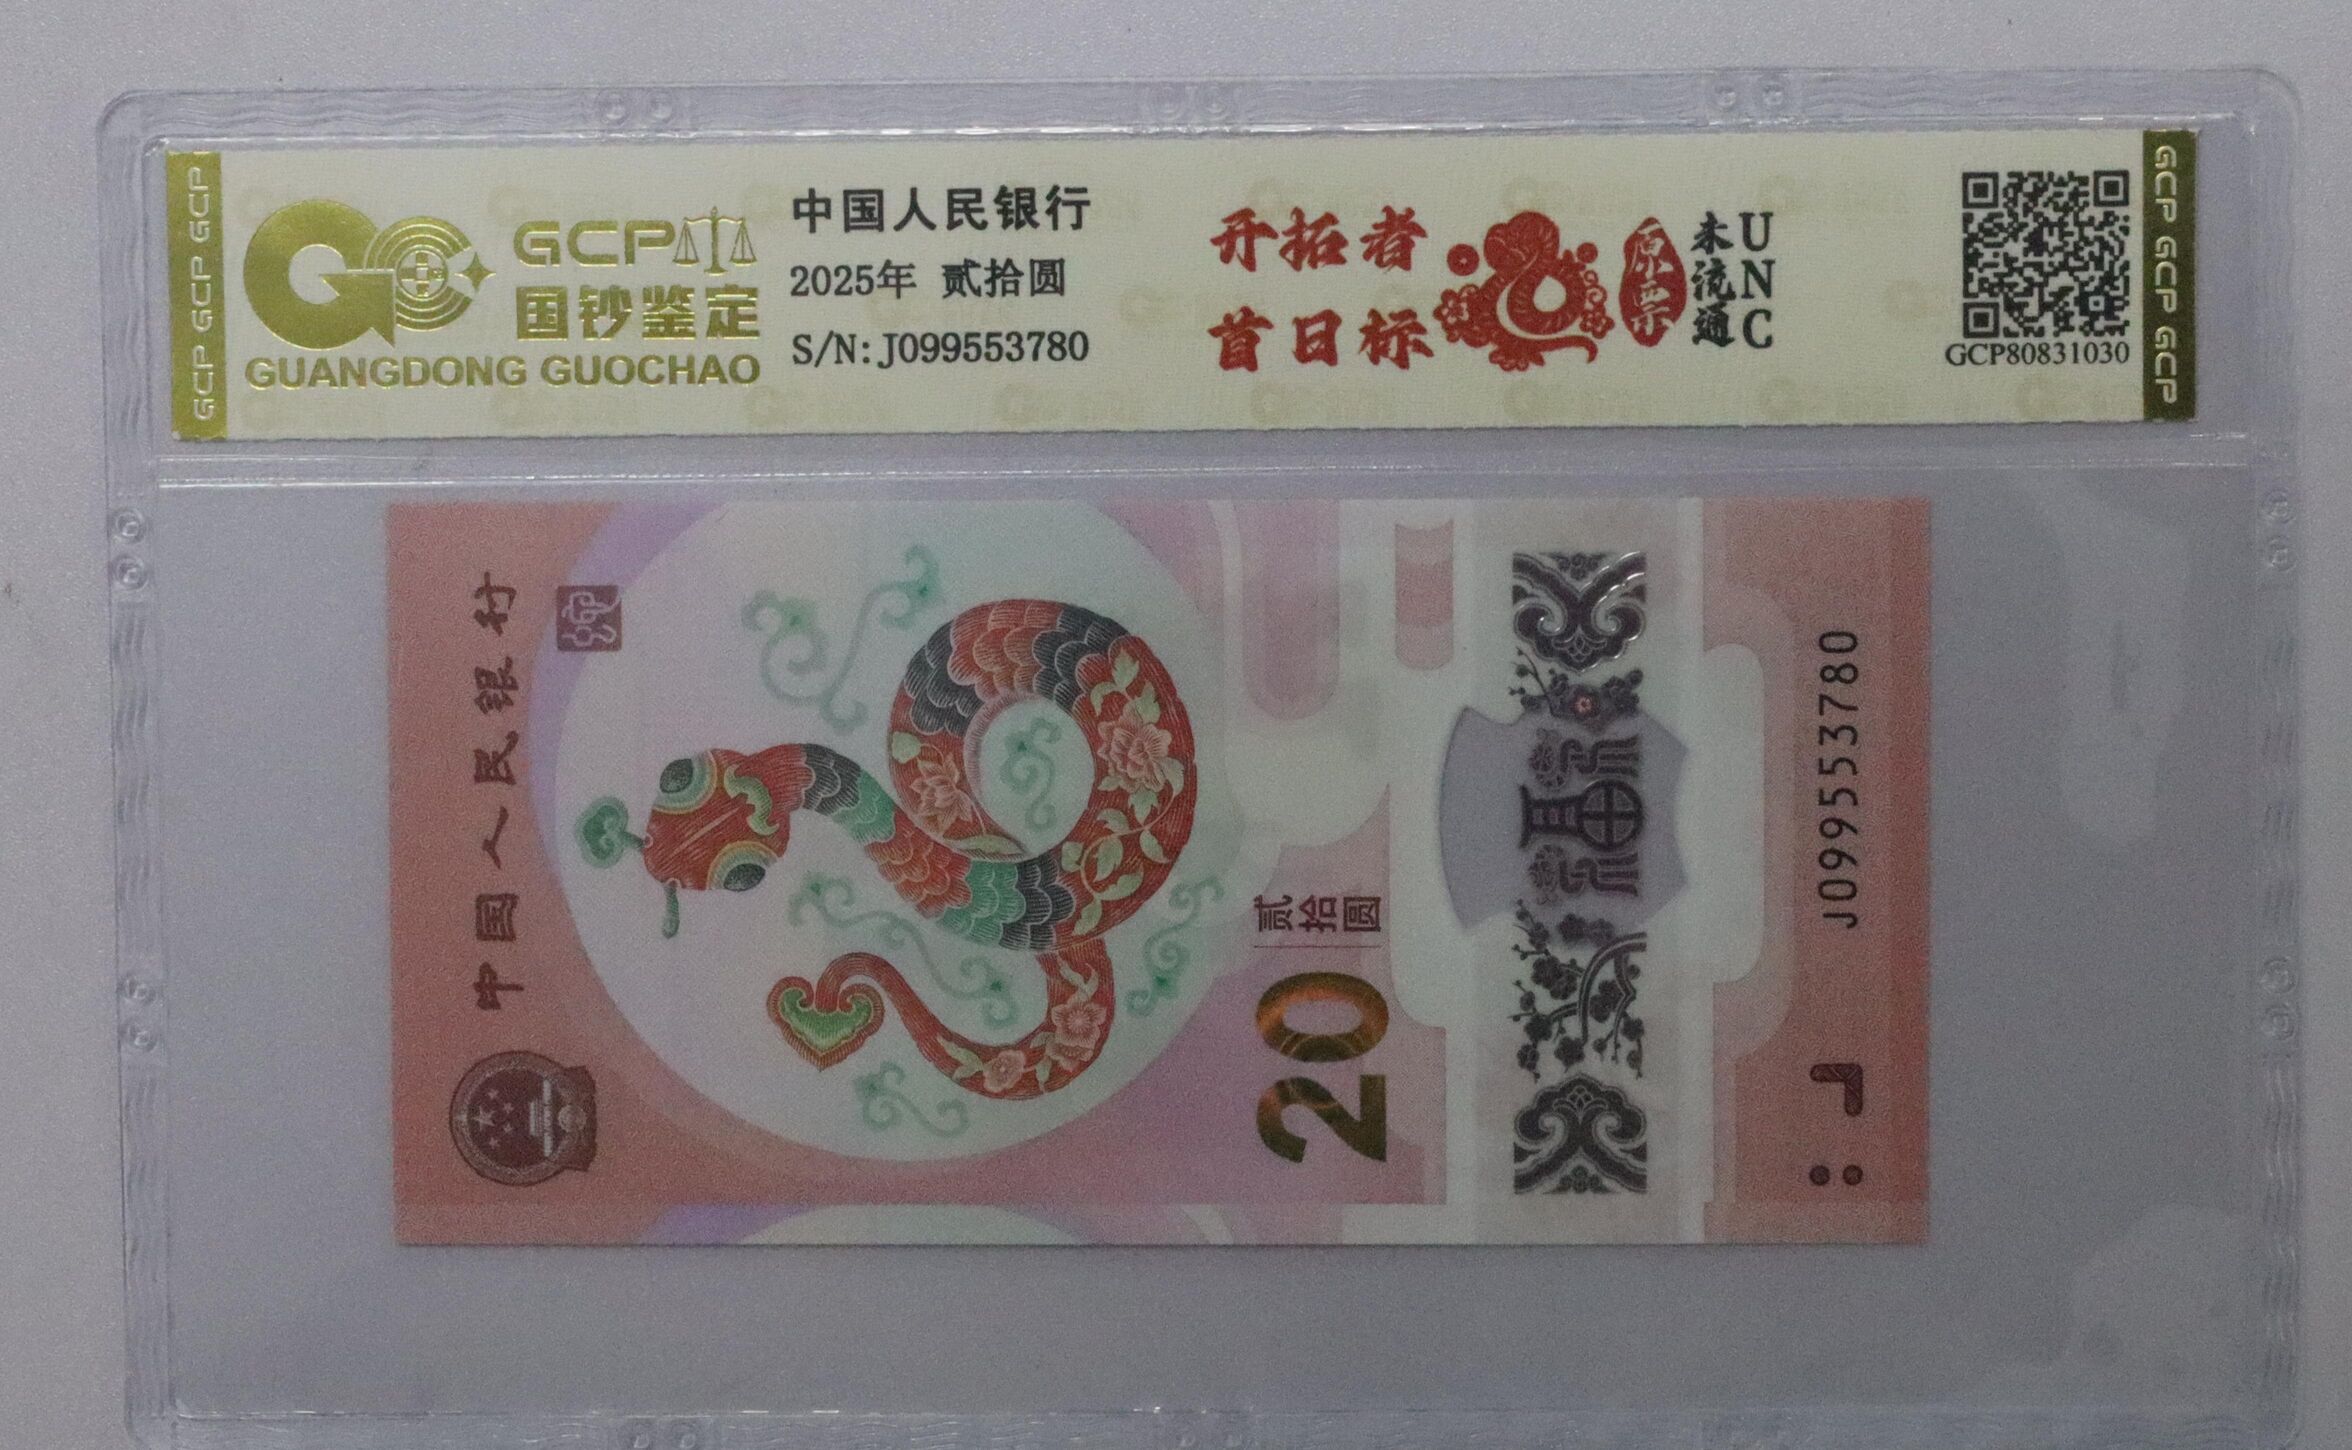 GCP GCP GCP
GCP
国钞鉴定
GUANGDONG GUOCHAO
中国人民银行
2025年 贰拾圆
S/N:J099553780
开拓者
首日标
原票
未流通
UNC
GCP80831030
GCP GCP GCP
中国人民银行
20
贰拾圆
福
J099553780